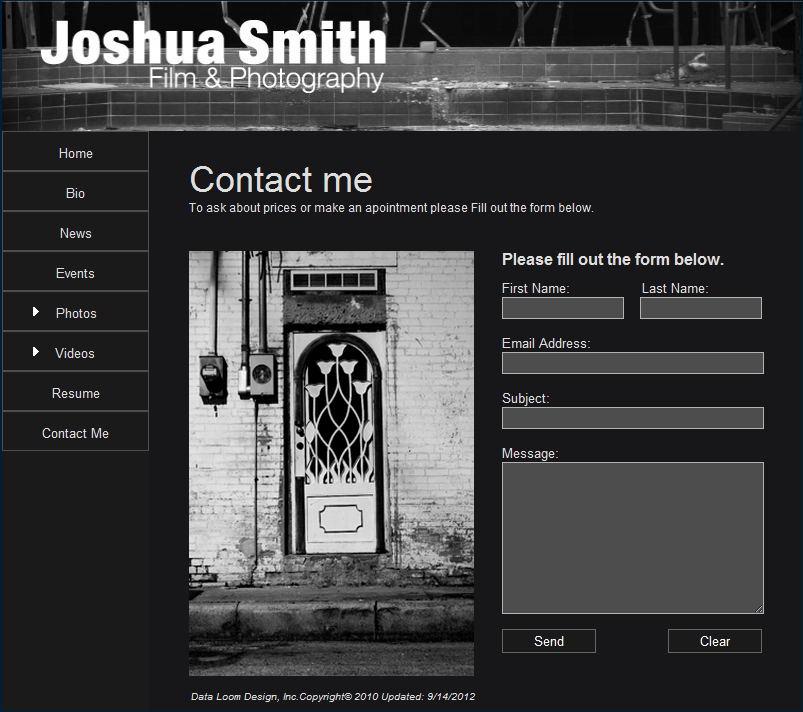 Joshua Smith
Film & Photography
Home
Bio
News
Events
Photos
Videos
Resume
Contact Me
Contact me
To ask about prices or make an apointment please Fill out the form below.
Please fill out the form below.
First Name: Last Name:
Email Address:
Subject:
Message:
Send Clear
Data Loom Design, Inc.Copyright© 2010 Updated: 9/14/2012